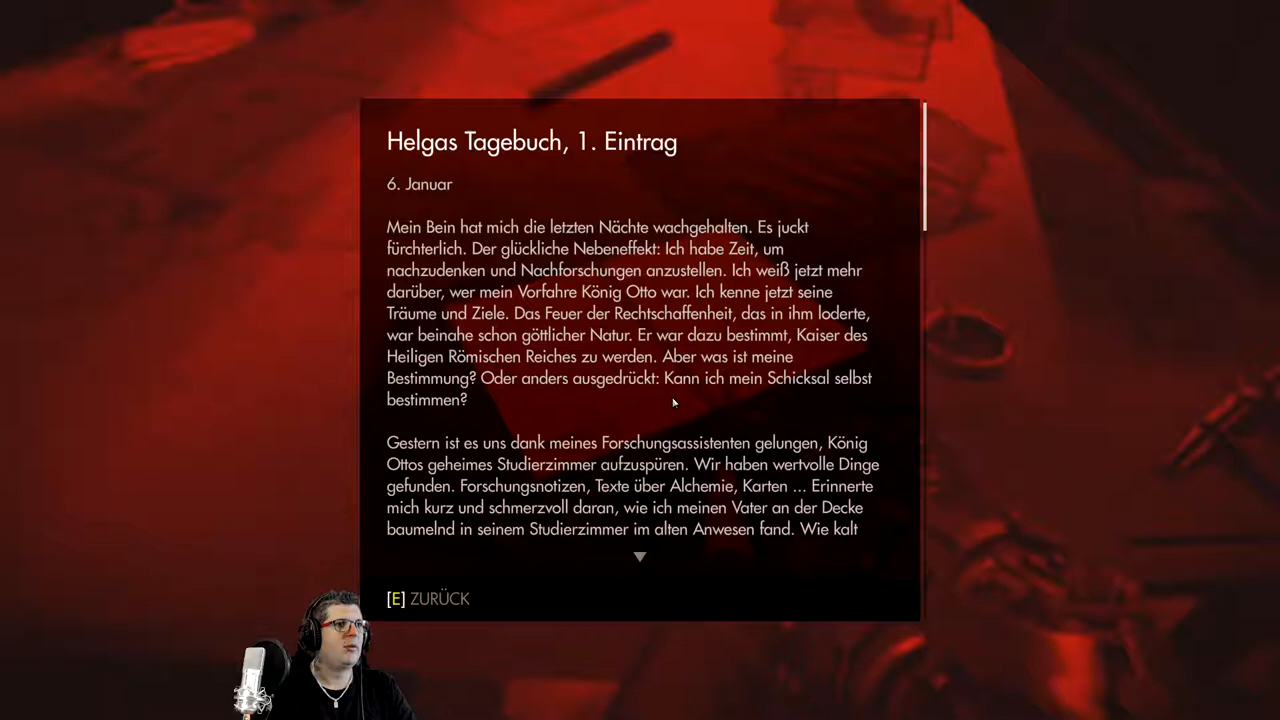 Helgas Tagebuch, 1. Eintrag
6. Januar
Mein Bein hat mich die letzten Nächte wachgehalten. Es juckt
fürchterlich. Der glückliche Nebeneffekt: Ich habe Zeit, um
nachzudenken und Nachforschungen anzustellen. Ich weiß jetzt mehr
darüber, wer mein Vorfahre König Otto war. Ich kenne jetzt seine
Träume und Ziele. Das Feuer der Rechtschaffenheit, das in ihm loderte,
war beinahe schon göttlicher Natur. Er war dazu bestimmt, Kaiser des
Heiligen Römischen Reiches zu werden. Aber was ist meine
Bestimmung? Oder anders ausgedrückt: Kann ich mein Schicksal selbst
bestimmen?
Gestern ist es uns dank meines Forschungsassistenten gelungen, König
Ottos geheimes Studierzimmer aufzuspüren. Wir haben wertvolle Dinge
gefunden. Forschungsnotizen, Texte über Alchemie, Karten ... Erinnerte
mich kurz und schmerzvoll daran, wie ich meinen Vater an der Decke
baumelnd in seinem Studierzimmer im alten Anwesen fand. Wie kalt
[E] ZURÜCK